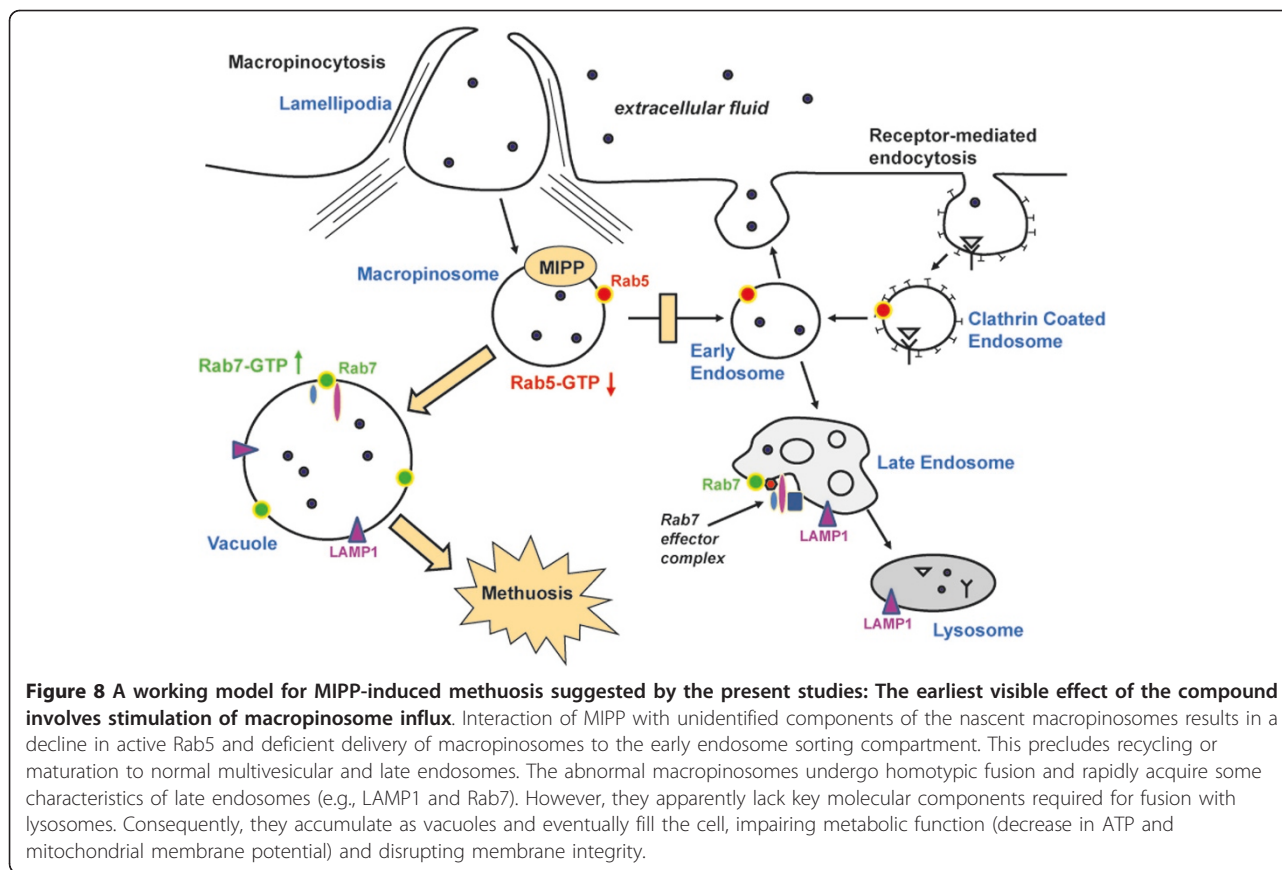 Macropinocytosis
Lamellipodia
extracellular fluid
Receptor-mediated
endocytosis
Macropinosome
MIPP
Rab5
Clathrin Coated
Endosome
Early
Endosome
Rab7-GTP
Rab7
Rab5-GTP
Late Endosome
Rab7
Rab7
effector
complex
LAMP1
Vacuole
LAMP1
Methuosis
LAMP1
Lysosome
Figure 8 A working model for MIPP-induced methuosis suggested by the present studies: The earliest visible effect of the compound
involves stimulation of macropinosome influx. Interaction of MIPP with unidentified components of the nascent macropinosomes results in a
decline in active Rab5 and deficient delivery of macropinosomes to the early endosome sorting compartment. This precludes recycling or
maturation to normal multivesicular and late endosomes. The abnormal macropinosomes undergo homotypic fusion and rapidly acquire some
characteristics of late endosomes (e.g., LAMP1 and Rab7). However, they apparently lack key molecular components required for fusion with
lysosomes. Consequently, they accumulate as vacuoles and eventually fill the cell, impairing metabolic function (decrease in ATP and
mitochondrial membrane potential) and disrupting membrane integrity.